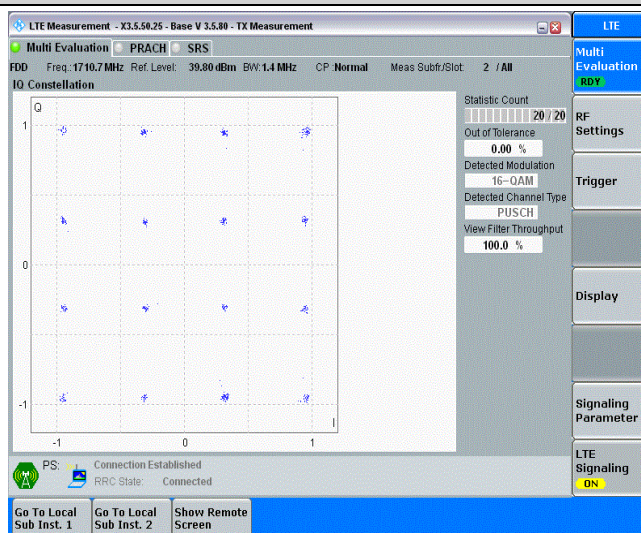 LTE Measurement - X3.5.50.25 - Base V 3.5.80 - TX Measurement
LTE
Multi Evaluation PRACH SRS
Multi Evaluation
RDY
FDD Freq.:1710.7 MHz Ref. Level: 39.80 dBm BW:1.4 MHz CP :Normal Meas Subfr./Slot: 2 / All
IQ Constellation
Q
1
0
-1
-1 0 1
I
Statistic Count
20 / 20
Out of Tolerance
0.00 %
Detected Modulation
16-QAM
Detected Channel Type
PUSCH
View Filter Throughput
100.0 %
RF
Settings
Trigger
Display
Signaling
Parameter
LTE
Signaling
ON
PS: Connection Established
RRC State: Connected
Go To Local
Sub Inst. 1
Go To Local
Sub Inst. 2
Show Remote
Screen